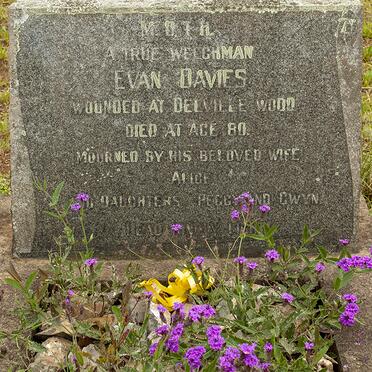 M.O.T.H.
A TRUE WELCHMAN
EVAN DAVIES
WOUNDED AT DELVILLE WOOD
DIED AT AGE 80.
MOURNED BY HIS BELOVED WIFE
ALICE
DAUGHTERS PEGGY AND GWYN